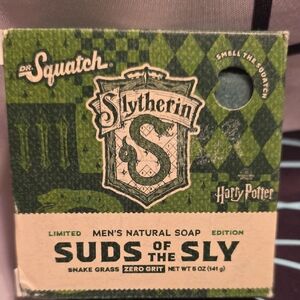 DR. Squatch
SMELL THE SQUATCH
Slytherin
S
Harry Potter
LIMITED MEN'S NATURAL SOAP EDITION
SUDS OF THE SLY
SNAKE GRASS ZERO GRIT NET WT 5 OZ (141 g)